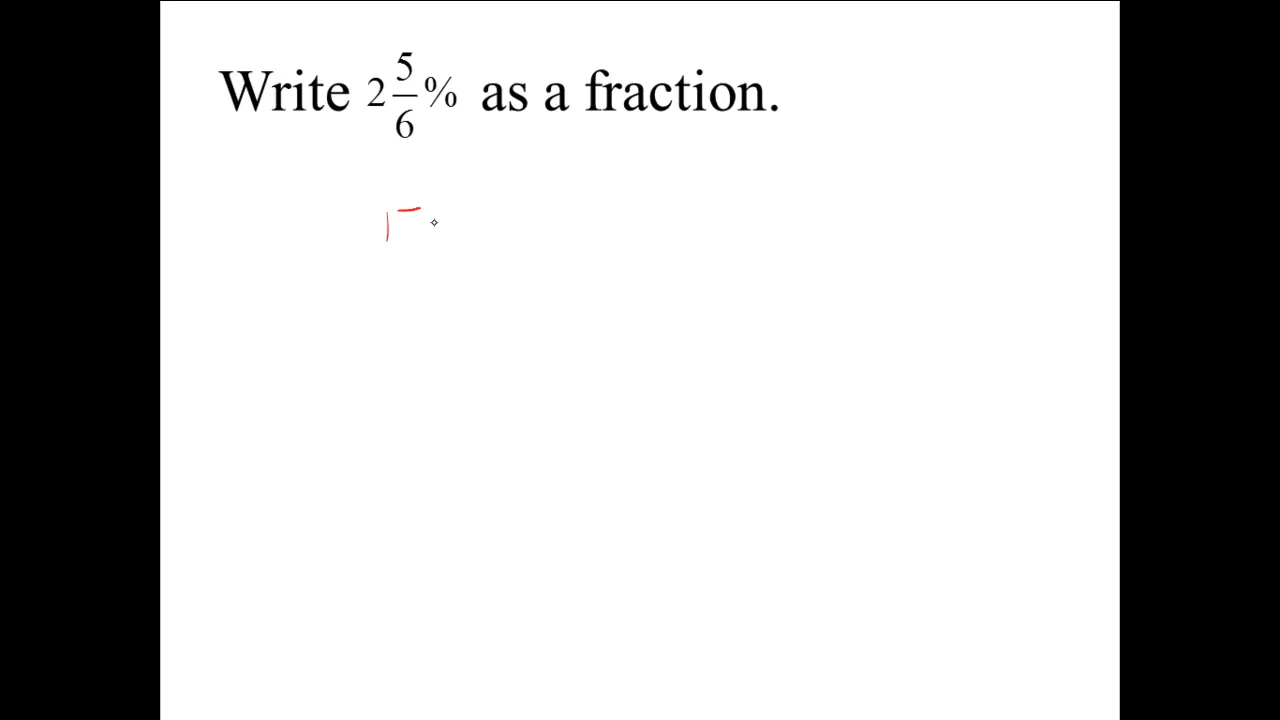 Write 2 5/6 % as a fraction.